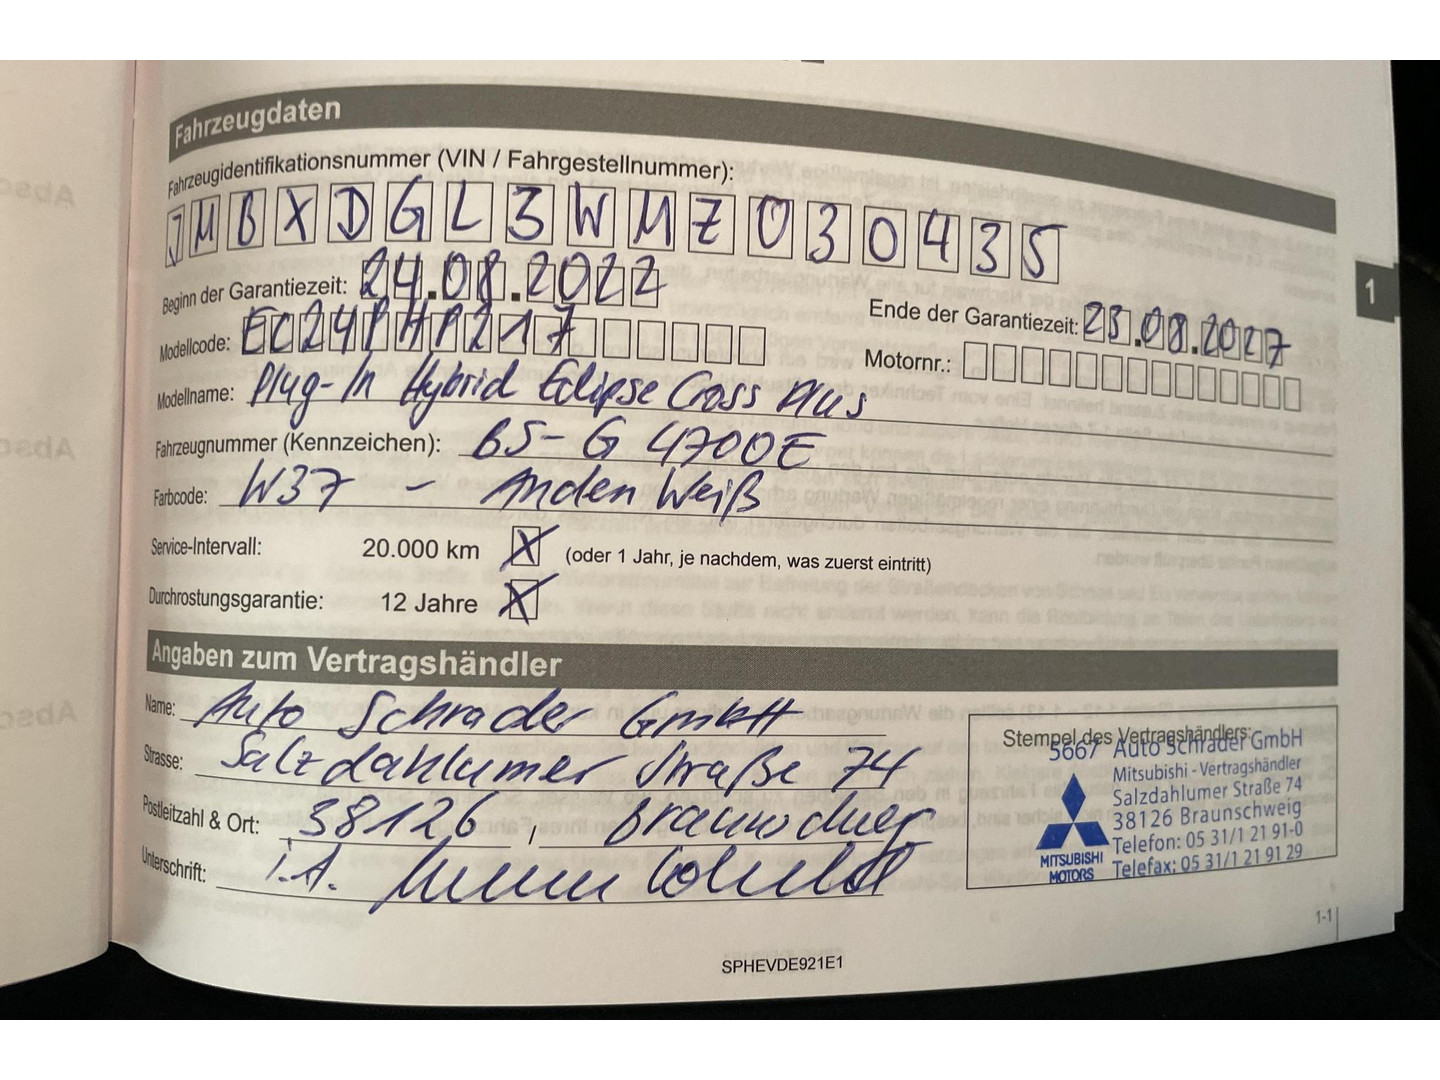 Fahrzeugdaten
Fahrzeugidentifikationsnummer (VIN / Fahrgestellnummer):
JMBXDGL3WMZ030435
Beginn der Garantiezeit: 24.08.2022
Ende der Garantiezeit: 23.08.2027
Modellcode: EC24PHP217
Motornr.:
Modellname: Plug-In Hybrid Eclipse Cross Plus
Fahrzeugnummer (Kennzeichen): BS-G 4700E
Farbcode: W37 - Anden Weiß
Service-Intervall: 20.000 km X (oder 1 Jahr, je nachdem, was zuerst eintritt)
Durchrostungsgarantie: 12 Jahre X
Angaben zum Vertragshändler
Name: Auto Schrader GmbH
Strasse: Salzdahlumer Straße 74
Postleitzahl & Ort: 38126, Braunschweig
Unterschrift: i.A.
Stempel des Vertragshändlers:
5667 Auto Schrader GmbH
Mitsubishi - Vertragshändler
Salzdahlumer Straße 74
38126 Braunschweig
Telefon: 05 31/1 21 91-0
Telefax: 05 31/1 21 91 29
MITSUBISHI
MOTORS
1
1-1
SPHEVDE921E1